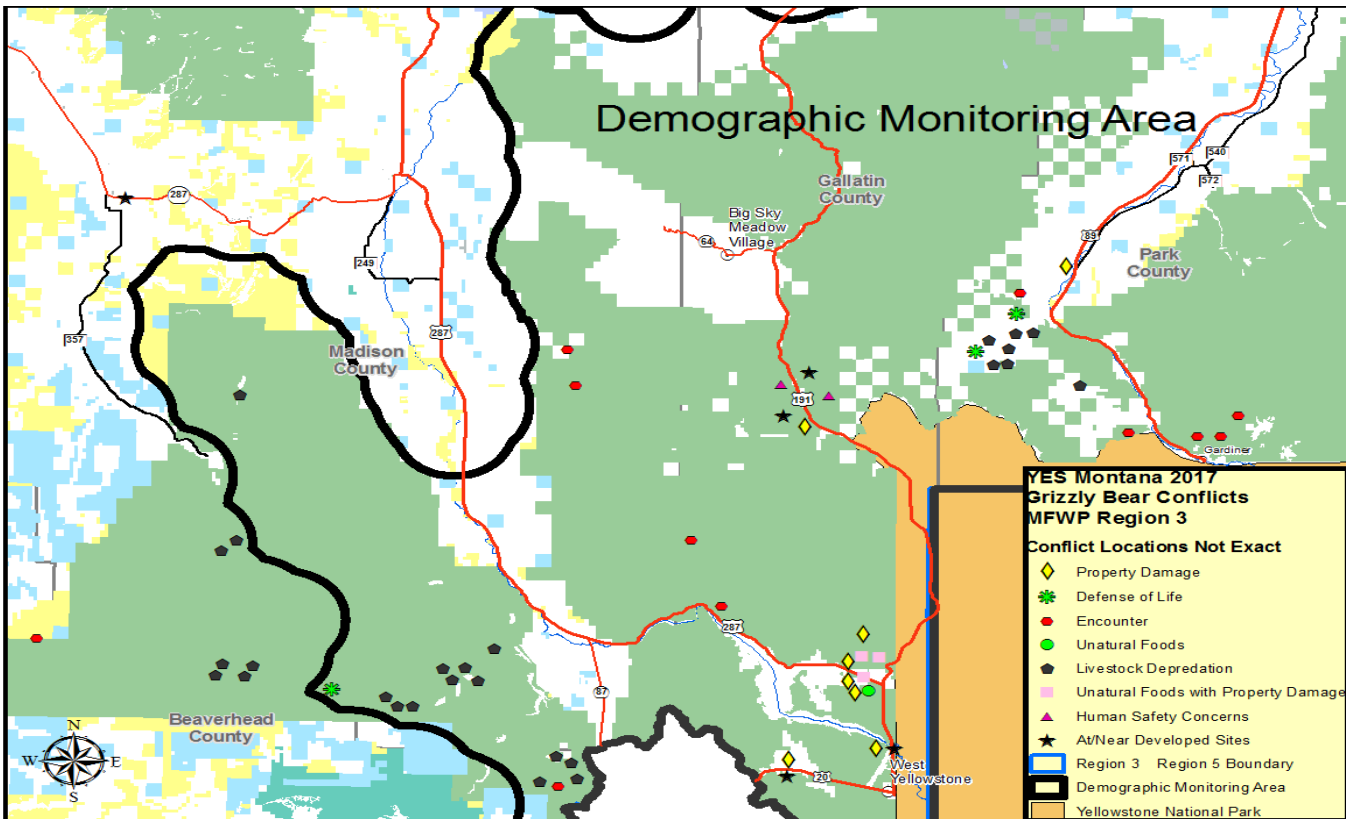 Demographic Monitoring Area
571
540
572
287
Gallatin
County
Big Sky
Meadow
Village
64
89
Park
County
249
287
357
Madison
County
191
Gardiner
287
87
Beaverhead
County
N
W
E
S
West
Yellowstone
20
YES Montana 2017
Grizzly Bear Conflicts
MFWP Region 3
Conflict Locations Not Exact
Property Damage
Defense of Life
Encounter
Unatural Foods
Livestock Depredation
Unatural Foods with Property Damage
Human Safety Concerns
At/Near Developed Sites
Region 3 Region 5 Boundary
Demographic Monitoring Area
Yellowstone National Park